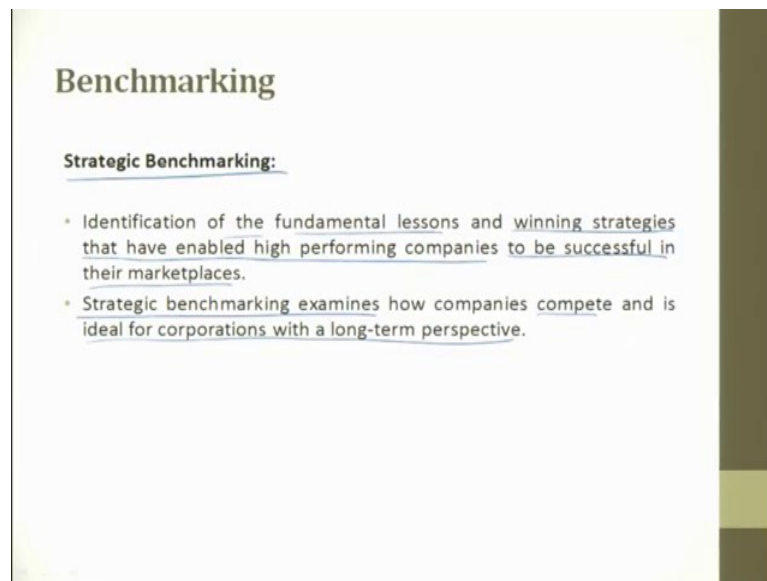 Benchmarking
Strategic Benchmarking:
• Identification of the fundamental lessons and winning strategies
that have enabled high performing companies to be successful in
their marketplaces.
• Strategic benchmarking examines how companies compete and is
ideal for corporations with a long-term perspective.